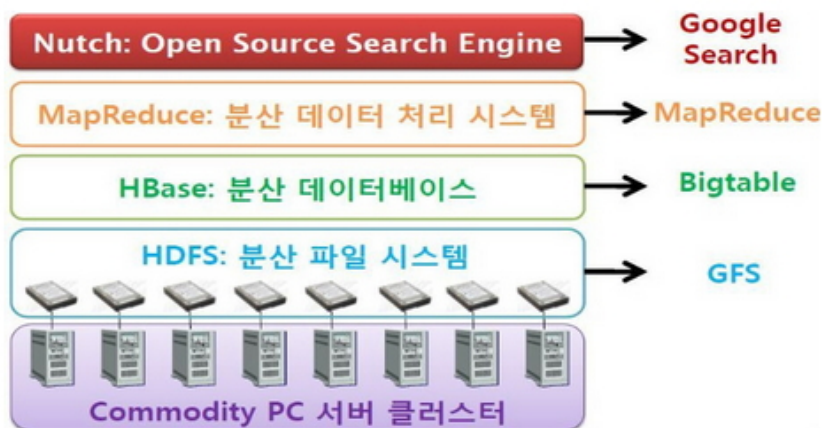 Nutch: Open Source Search Engine
Google
Search
MapReduce: 분산 데이터 처리 시스템
MapReduce
HBase: 분산 데이터베이스
Bigtable
HDFS: 분산 파일 시스템
GFS
Commodity PC 서버 클러스터